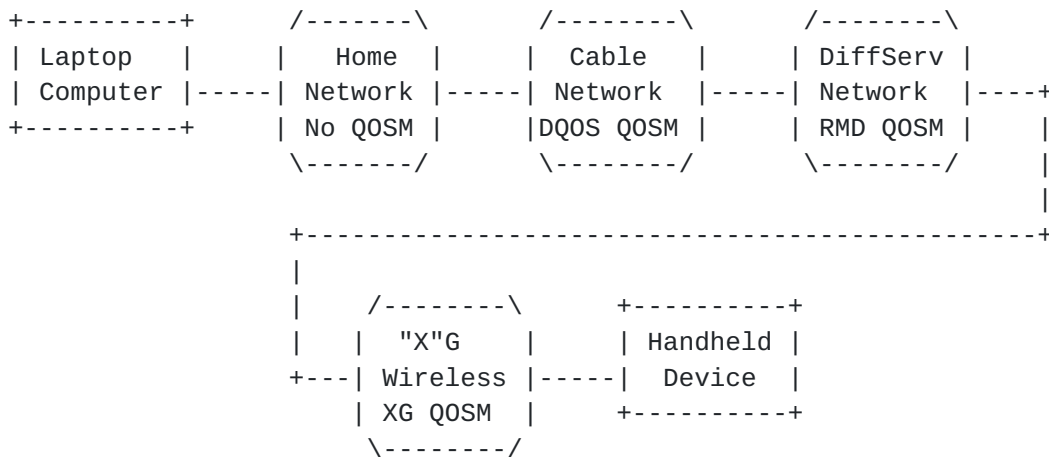 +----------+      /-------\       /--------\       /--------\
| Laptop   |     |   Home  |     |  Cable   |     | DiffServ |
| Computer |-----| Network |-----| Network  |-----| Network  |----+
+----------+     | No QOSM |     |DQOS QOSM |     | RMD QOSM |    |
                  \-------/       \--------/       \--------/     |
                                                                  |
                  +-----------------------------------------------+
                  |
                  |    /--------\      +----------+
                  |   |  "X"G    |     | Handheld |
                  +---| Wireless |-----|  Device  |
                      | XG QOSM  |     +----------+
                       \--------/